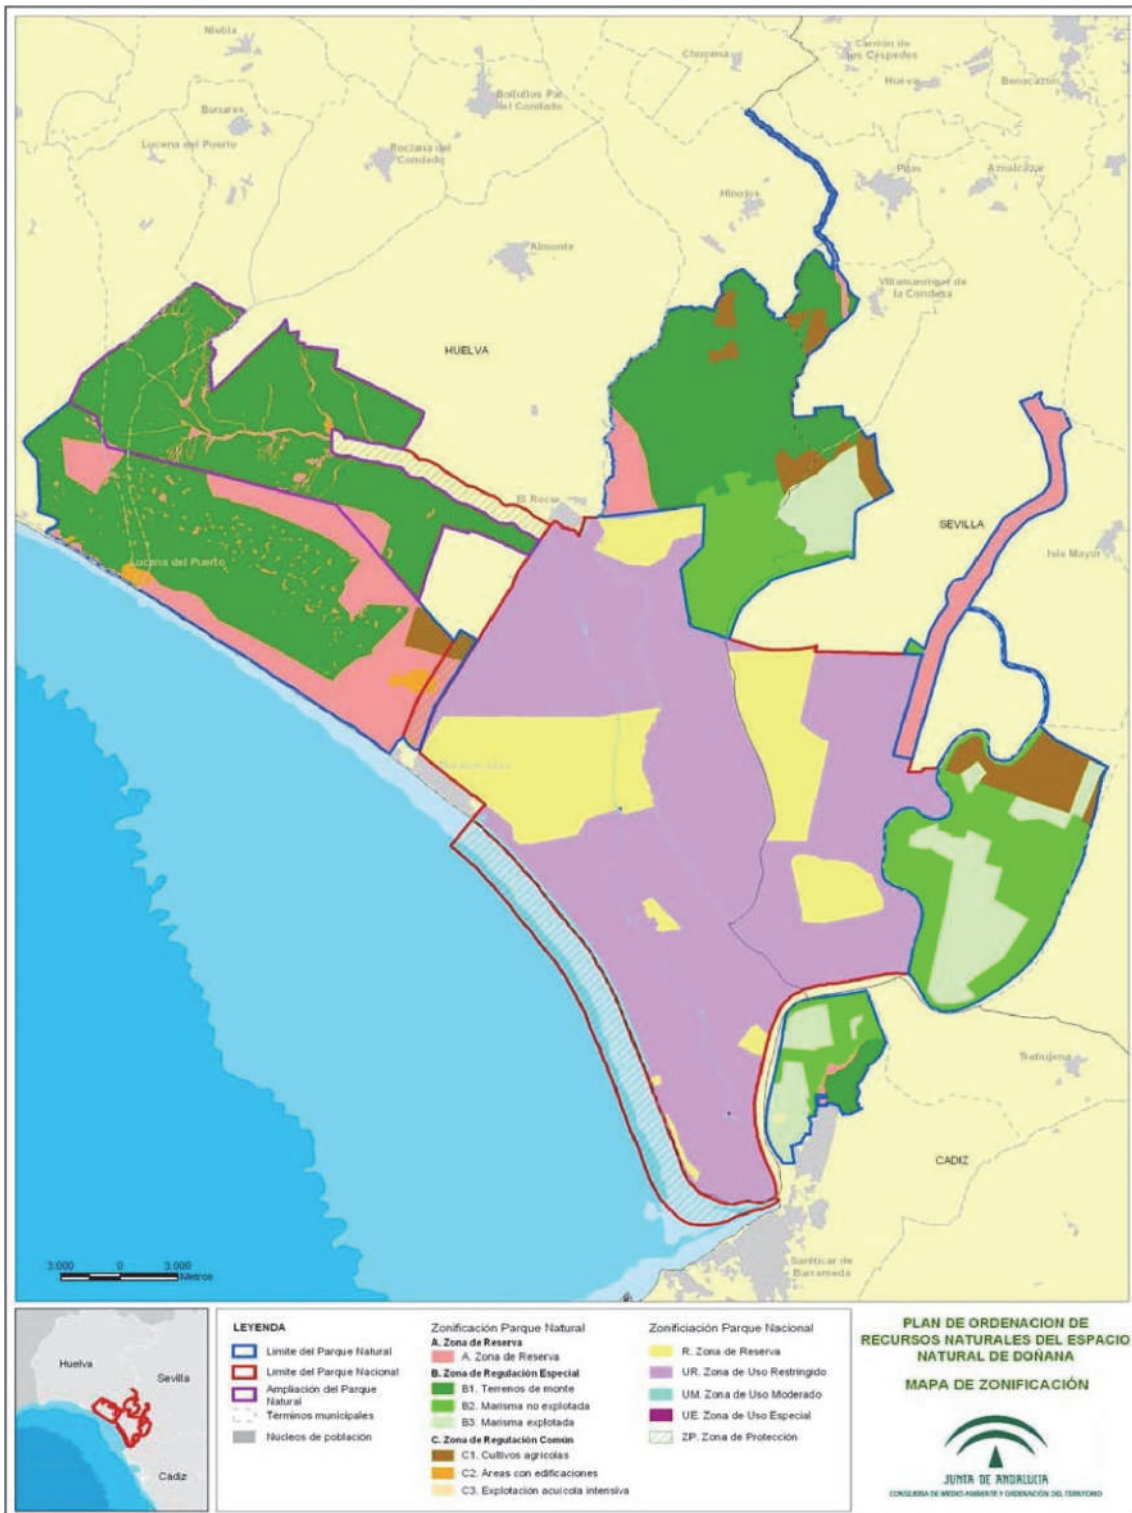 Niebla
Chucena
Carrión de
los Céspedes
Huévar
Benacazón
Bollullos Par
del Condado
Bonares
Lucena del Puerto
Rociana del
Condado
Hinojos
Pilas
Aznalcázar
Almonte
Villamanrique de
la Condesa
HUELVA
El Rocío
SEVILLA
Isla Mayor
Lucena del Puerto
Trebujena
CADIZ
Sanlúcar de
Barrameda
3.000 0 3.000
Metros
Huelva
Sevilla
Cádiz
LEYENDA
Limite del Parque Natural
Limite del Parque Nacional
Ampliación del Parque
Natural
Términos municipales
Núcleos de población
Zonificación Parque Natural
A. Zona de Reserva
A. Zona de Reserva
B. Zona de Regulación Especial
B1. Terrenos de monte
B2. Marisma no explotada
B3. Marisma explotada
C. Zona de Regulación Común
C1. Cultivos agrícolas
C2. Áreas con edificaciones
C3. Explotación acuícola intensiva
Zonificiación Parque Nacional
R. Zona de Reserva
UR. Zona de Uso Restringido
UM. Zona de Uso Moderado
UE. Zona de Uso Especial
ZP. Zona de Protección
PLAN DE ORDENACION DE
RECURSOS NATURALES DEL ESPACIO
NATURAL DE DOÑANA
MAPA DE ZONIFICACIÓN
JUNTA DE ANDALUCIA
CONSEJERIA DE MEDIO AMBIENTE Y ORDENACIÓN DEL TERRITORIO